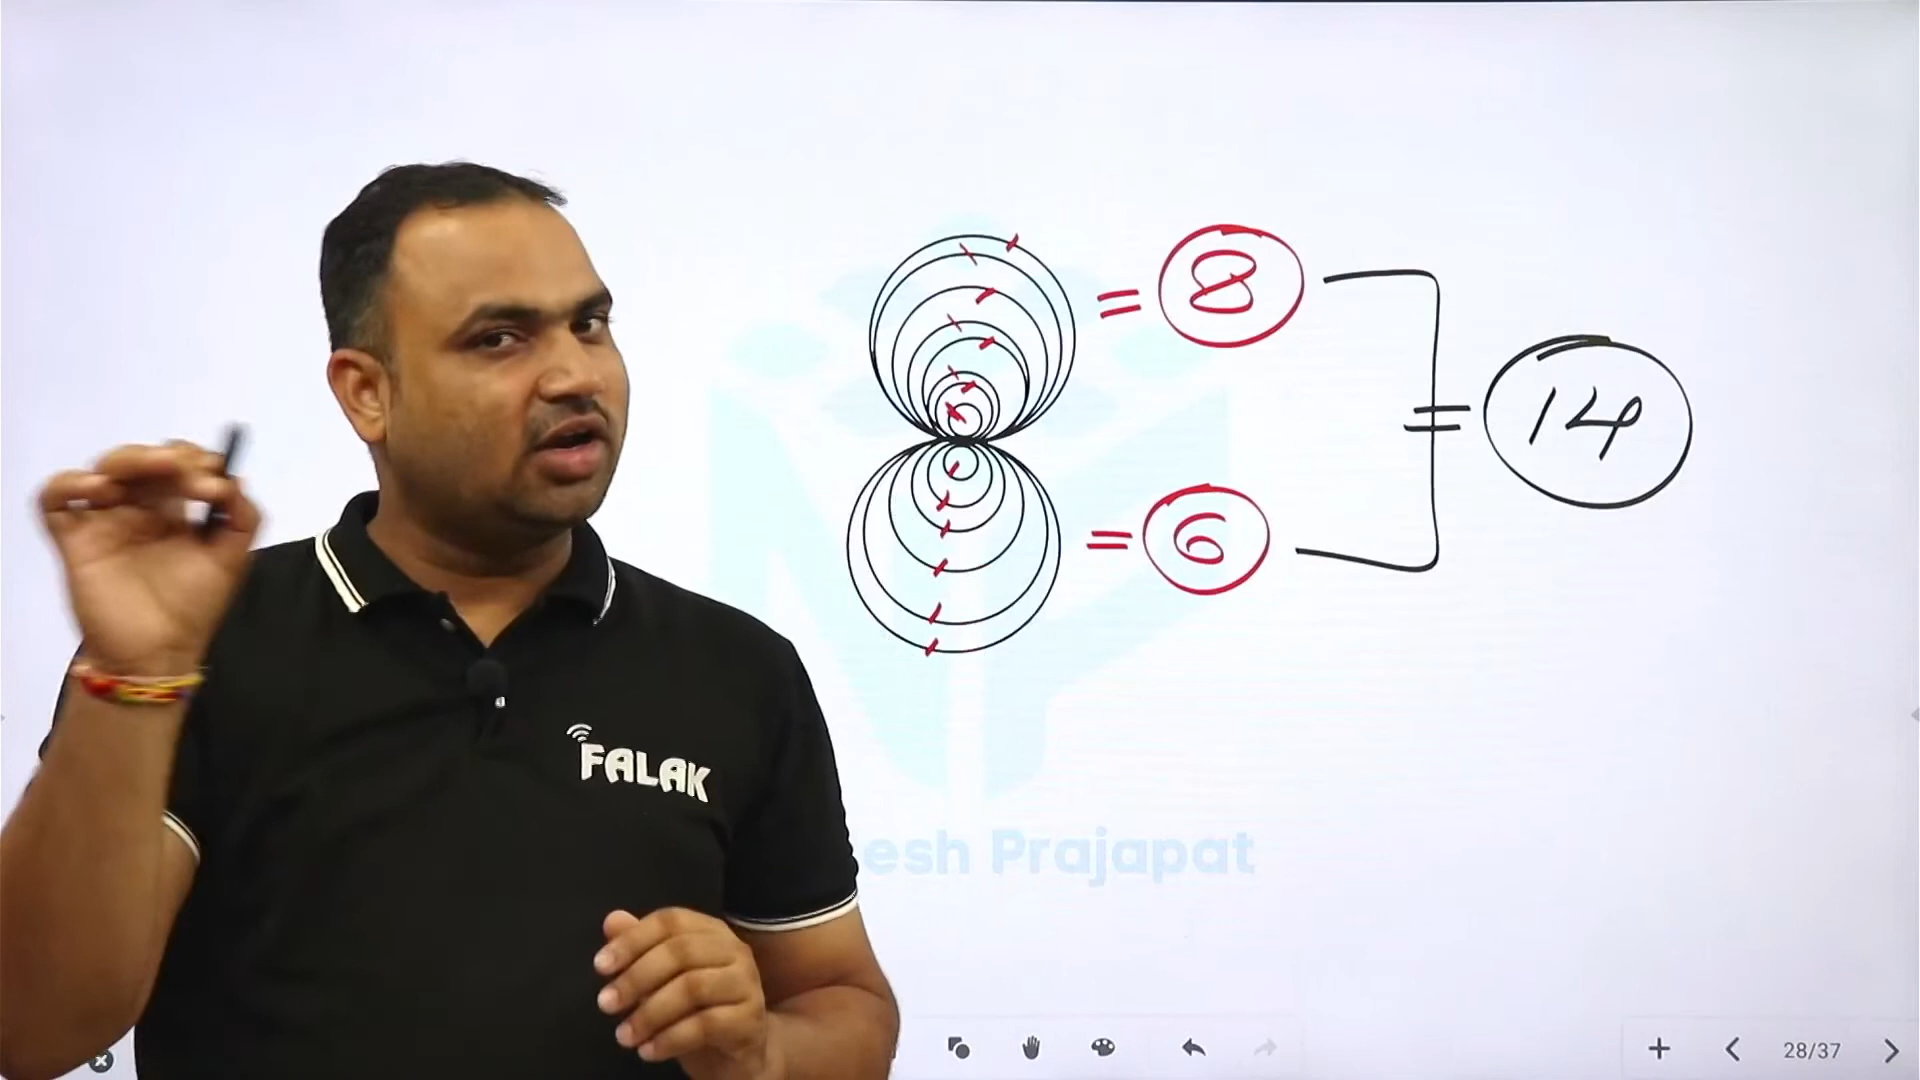 = 8
= 14
= 6
FALAK
esh Prajapat
28/37